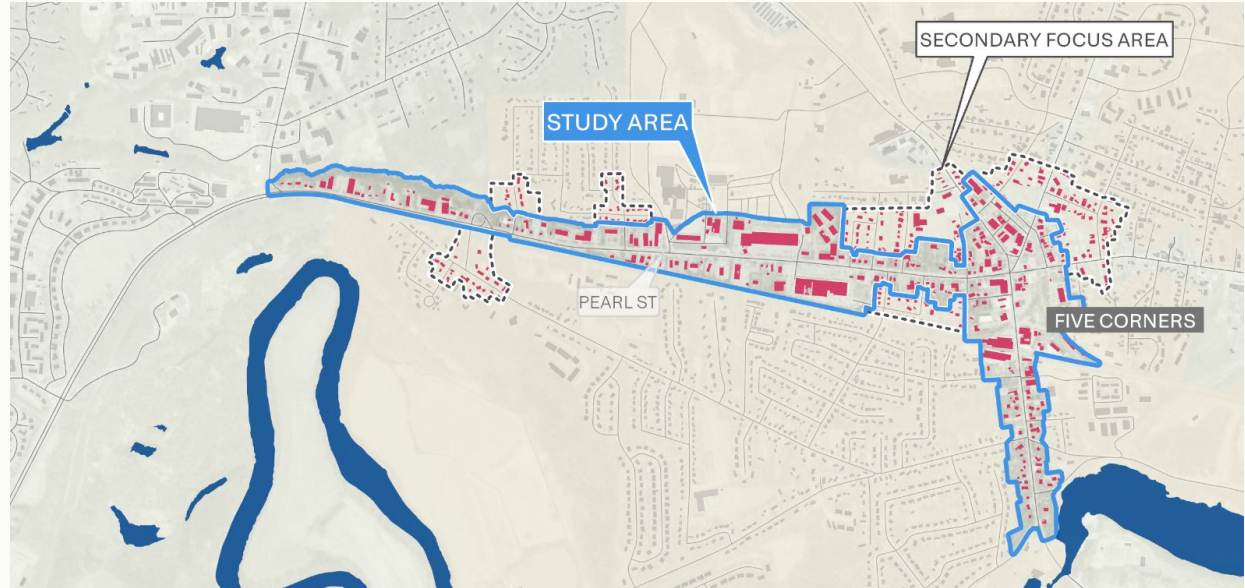 SECONDARY FOCUS AREA
STUDY AREA
PEARL ST
FIVE CORNERS